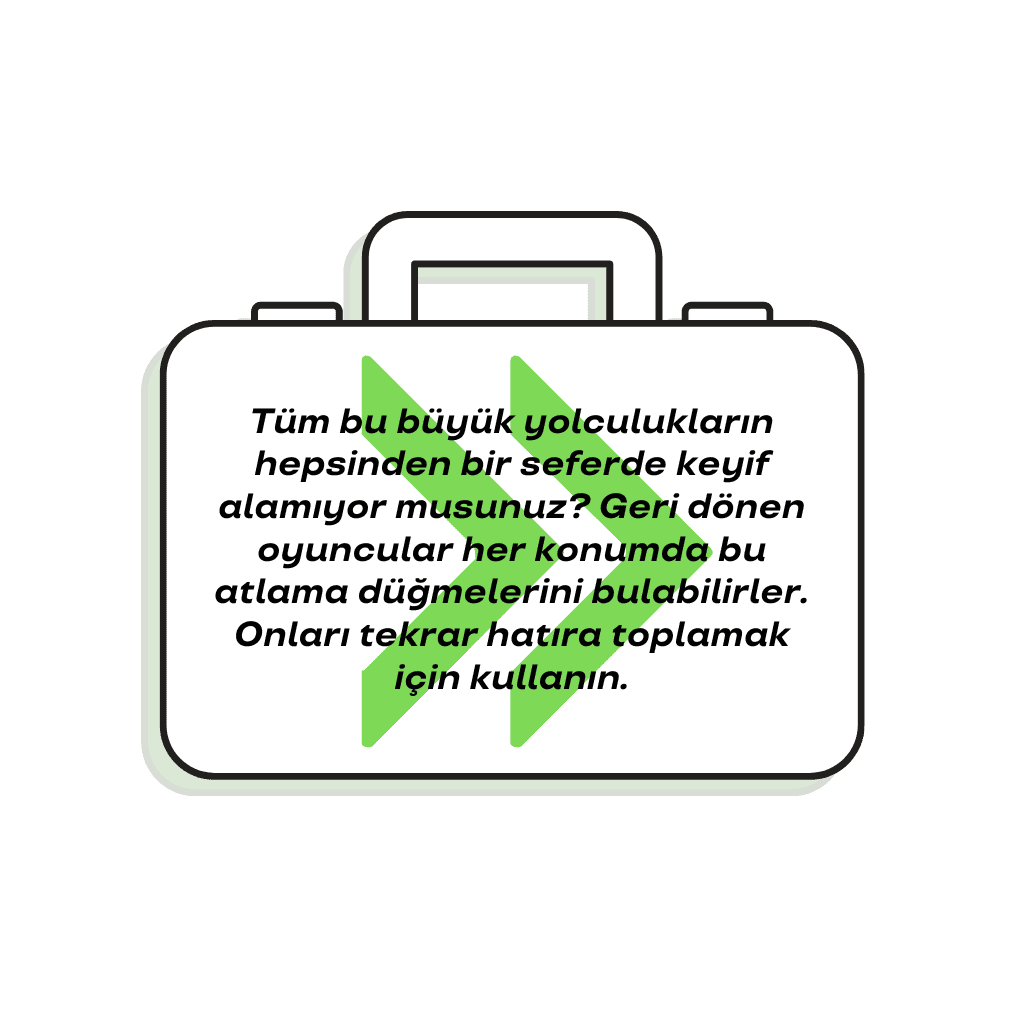 Tüm bu büyük yolculukların
hepsinden bir seferde keyif
alamıyor musunuz? Geri dönen
oyuncular her konumda bu
atlama düğmelerini bulabilirler.
Onları tekrar hatıra toplamak
için kullanın.